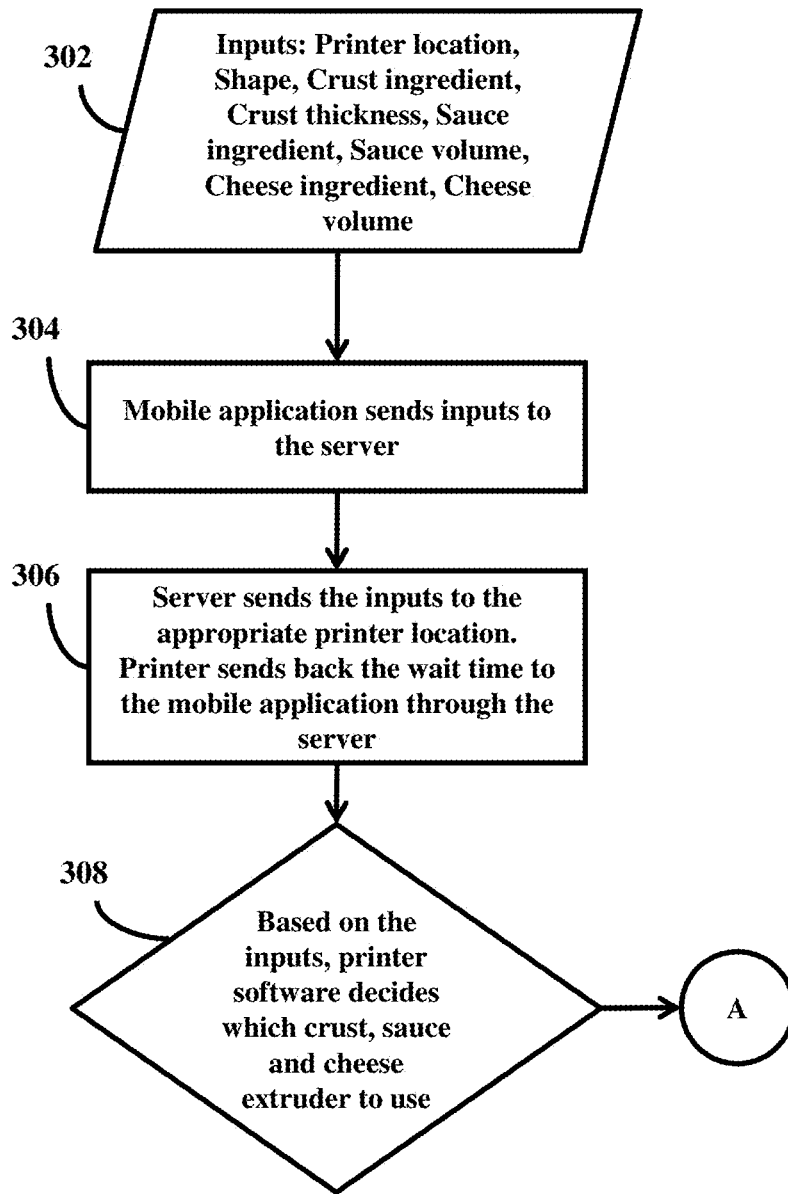 302
Inputs: Printer location,
Shape, Crust ingredient,
Crust thickness, Sauce
ingredient, Sauce volume,
Cheese ingredient, Cheese
volume
304
Mobile application sends inputs to
the server
306
Server sends the inputs to the
appropriate printer location.
Printer sends back the wait time to
the mobile application through the
server
308
Based on the
inputs, printer
software decides
which crust, sauce
and cheese
extruder to use
A